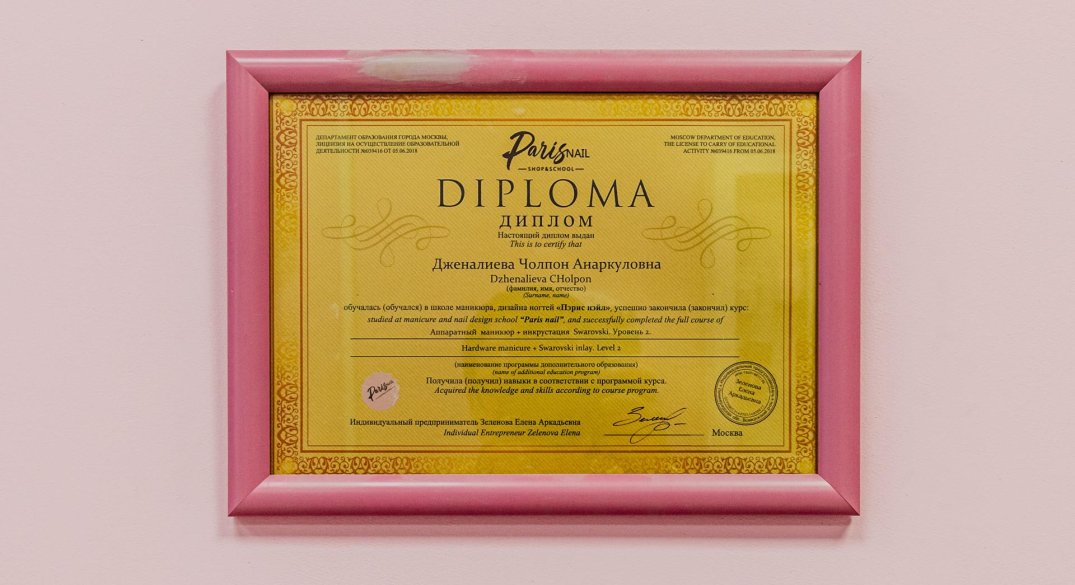 ДЕПАРТАМЕНТ ОБРАЗОВАНИЯ ГОРОДА МОСКВЫ,
ЛИЦЕНЗИЯ НА ОСУЩЕСТВЛЕНИЕ ОБРАЗОВАТЕЛЬНОЙ
ДЕЯТЕЛЬНОСТИ №039416 ОТ 05.06.2018
Paris NAIL
SHOP&SCHOOL
MOSCOW DEPARTMENT OF EDUCATION,
THE LICENSE TO CARRY OF EDUCATIONAL
ACTIVITY №039416 FROM 05.06.2018
DIPLOMA
ДИПЛОМ
Настоящий диплом выдан
This is to certify that
Дженалиева Чолпон Анаркуловна
Dzhenalieva CHolpon
(фамилия, имя, отчество)
(Surname, name)
обучалась (обучался) в школе маникюра, дизайна ногтей «Пэрис нэйл», успешно закончила (закончил) курс:
studied at manicure and nail design school “Paris nail”, and successfully completed the full course of
Аппаратный маникюр + инкрустация Swarovski. Уровень 2.
Hardware manicure + Swarovski inlay. Level 2
(наименование программы дополнительного образования)
(name of additional education program)
Получила (получил) навыки в соответствии с программой курса.
Acquired the knowledge and skills according to course program.
Paris nail
Зеленова
Елена
Аркадьевна
Индивидуальный предприниматель Зеленова Елена Аркадьевна
Individual Entrepreneur Zelenova Elena
Москва